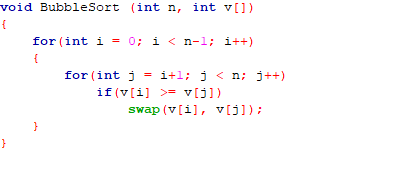 void BubbleSort (int n, int v[])
{
    for(int i = 0; i < n-1; i++)
    {
        for(int j = i+1; j < n; j++)
            if(v[i] >= v[j])
                swap(v[i], v[j]);
    }
}